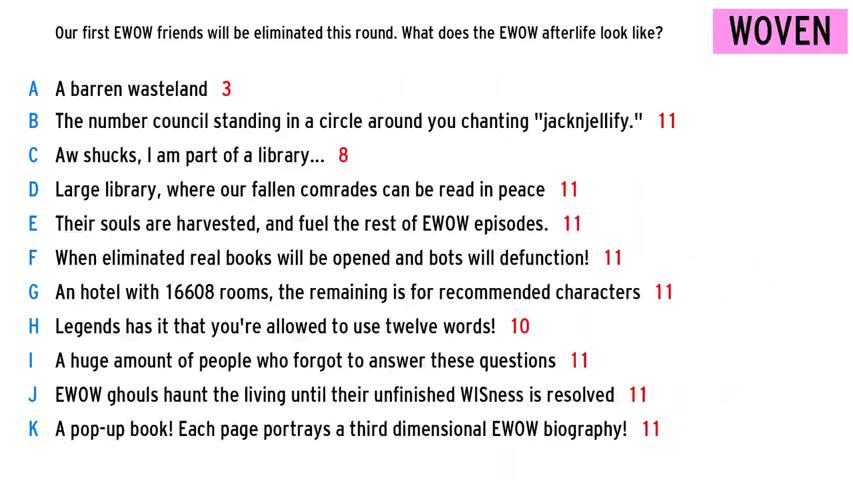 Our first EWOW friends will be eliminated this round. What does the EWOW afterlife look like?
WOVEN
A A barren wasteland 3
B The number council standing in a circle around you chanting "jacknjellify." 11
C Aw shucks, I am part of a library... 8
D Large library, where our fallen comrades can be read in peace 11
E Their souls are harvested, and fuel the rest of EWOW episodes. 11
F When eliminated real books will be opened and bots will defunction! 11
G An hotel with 16608 rooms, the remaining is for recommended characters 11
H Legends has it that you're allowed to use twelve words! 10
I A huge amount of people who forgot to answer these questions 11
J EWOW ghouls haunt the living until their unfinished WISness is resolved 11
K A pop-up book! Each page portrays a third dimensional EWOW biography! 11